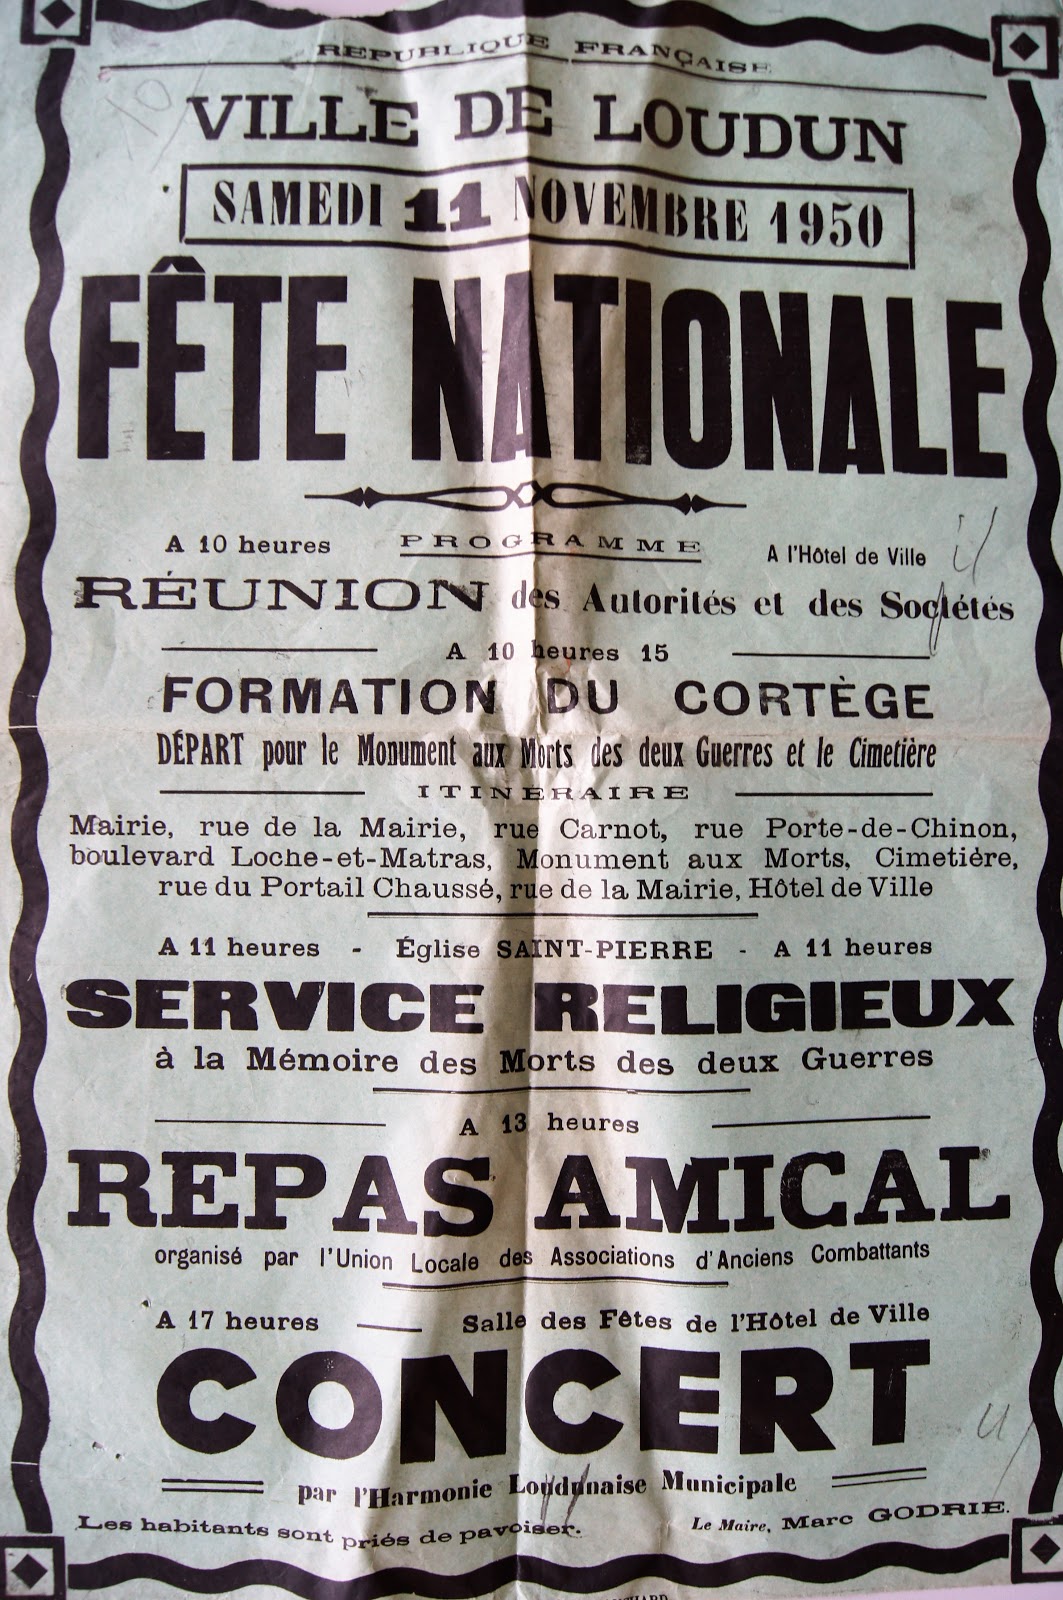 REPUBLIQUE FRANÇAISE
VILLE DE LOUDUN
SAMEDI 11 NOVEMBRE 1950
FÊTE NATIONALE
A 10 heures PROGRAMME A l'Hôtel de Ville
RÉUNION des Autorités et des Sociétés
A 10 heures 15
FORMATION DU CORTÈGE
DÉPART pour le Monument aux Morts des deux Guerres et le Cimetière
ITINERAIRE
Mairie, rue de la Mairie, rue Carnot, rue Porte-de-Chinon,
boulevard Loche-et-Matras, Monument aux Morts, Cimetière,
rue du Portail Chaussé, rue de la Mairie, Hôtel de Ville
A 11 heures - Église SAINT-PIERRE - A 11 heures
SERVICE RELIGIEUX
à la Mémoire des Morts des deux Guerres
A 13 heures
REPAS AMICAL
organisé par l'Union Locale des Associations d'Anciens Combattants
A 17 heures — Salle des Fêtes de l'Hôtel de Ville
CONCERT
par l'Harmonie Loudunaise Municipale
Les habitants sont priés de pavoiser. Le Maire, Marc GODRIE.